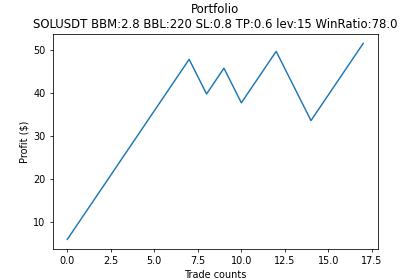 Portfolio
SOLUSDT BBM:2.8 BBL:220 SL:0.8 TP:0.6 lev:15 WinRatio:78.0
50
40
30
20
10
Profit ($)
0.0 2.5 5.0 7.5 10.0 12.5 15.0 17.5
Trade counts